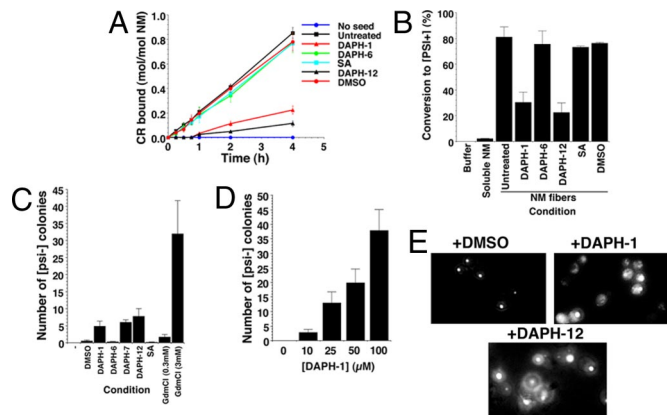 A
CR bound (mol/mol NM)
1.0
0.8
0.6
0.4
0.2
0.0
0
1
2
3
4
5
Time (h)
No seed
Untreated
DAPH-1
DAPH-6
SA
DAPH-12
DMSO
B
Conversion to [PSI+] (%)
100
80
60
40
20
0
Buffer
Soluble NM
Untreated
DAPH-1
DAPH-6
DAPH-12
SA
DMSO
NM fibers
Condition
C
Number of [psi-] colonies
45
40
35
30
25
20
15
10
5
0
-
DMSO
DAPH-1
DAPH-6
DAPH-7
DAPH-12
SA
GdmCl (0.3mM)
GdmCl (3mM)
Condition
D
Number of [psi-] colonies
50
45
40
35
30
25
20
15
10
5
0
0
10
25
50
100
[DAPH-1] (µM)
E
+DMSO
+DAPH-1
+DAPH-12